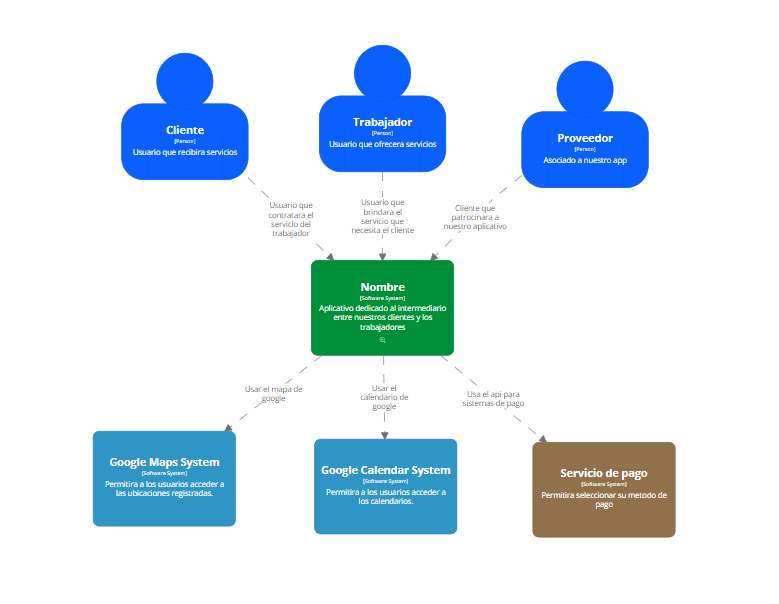 Cliente
[Person]
Usuario que recibira servicios
Trabajador
[Person]
Usuario que ofrecera servicios
Proveedor
[Person]
Asociado a nuestro app
Usuario que
contratara el
servicio del
trabajador
Usuario que
brindara el
servicio que
necesita el cliente
Cliente que
patrocinara a
nuestro aplicativo
Nombre
[Software System]
Aplicativo dedicado al intermediario
entre nuestros clientes y los
trabajadores
Usar el mapa de
google
Usar el
calendario de
google
Usa el api para
sistemas de pago
Google Maps System
[Software System]
Permitira a los usuarios acceder a
las ubicaciones registradas.
Google Calendar System
[Software System]
Permitira a los usuarios acceder a
los calendarios.
Servicio de pago
[Software System]
Permitira seleccionar su metodo de
pago